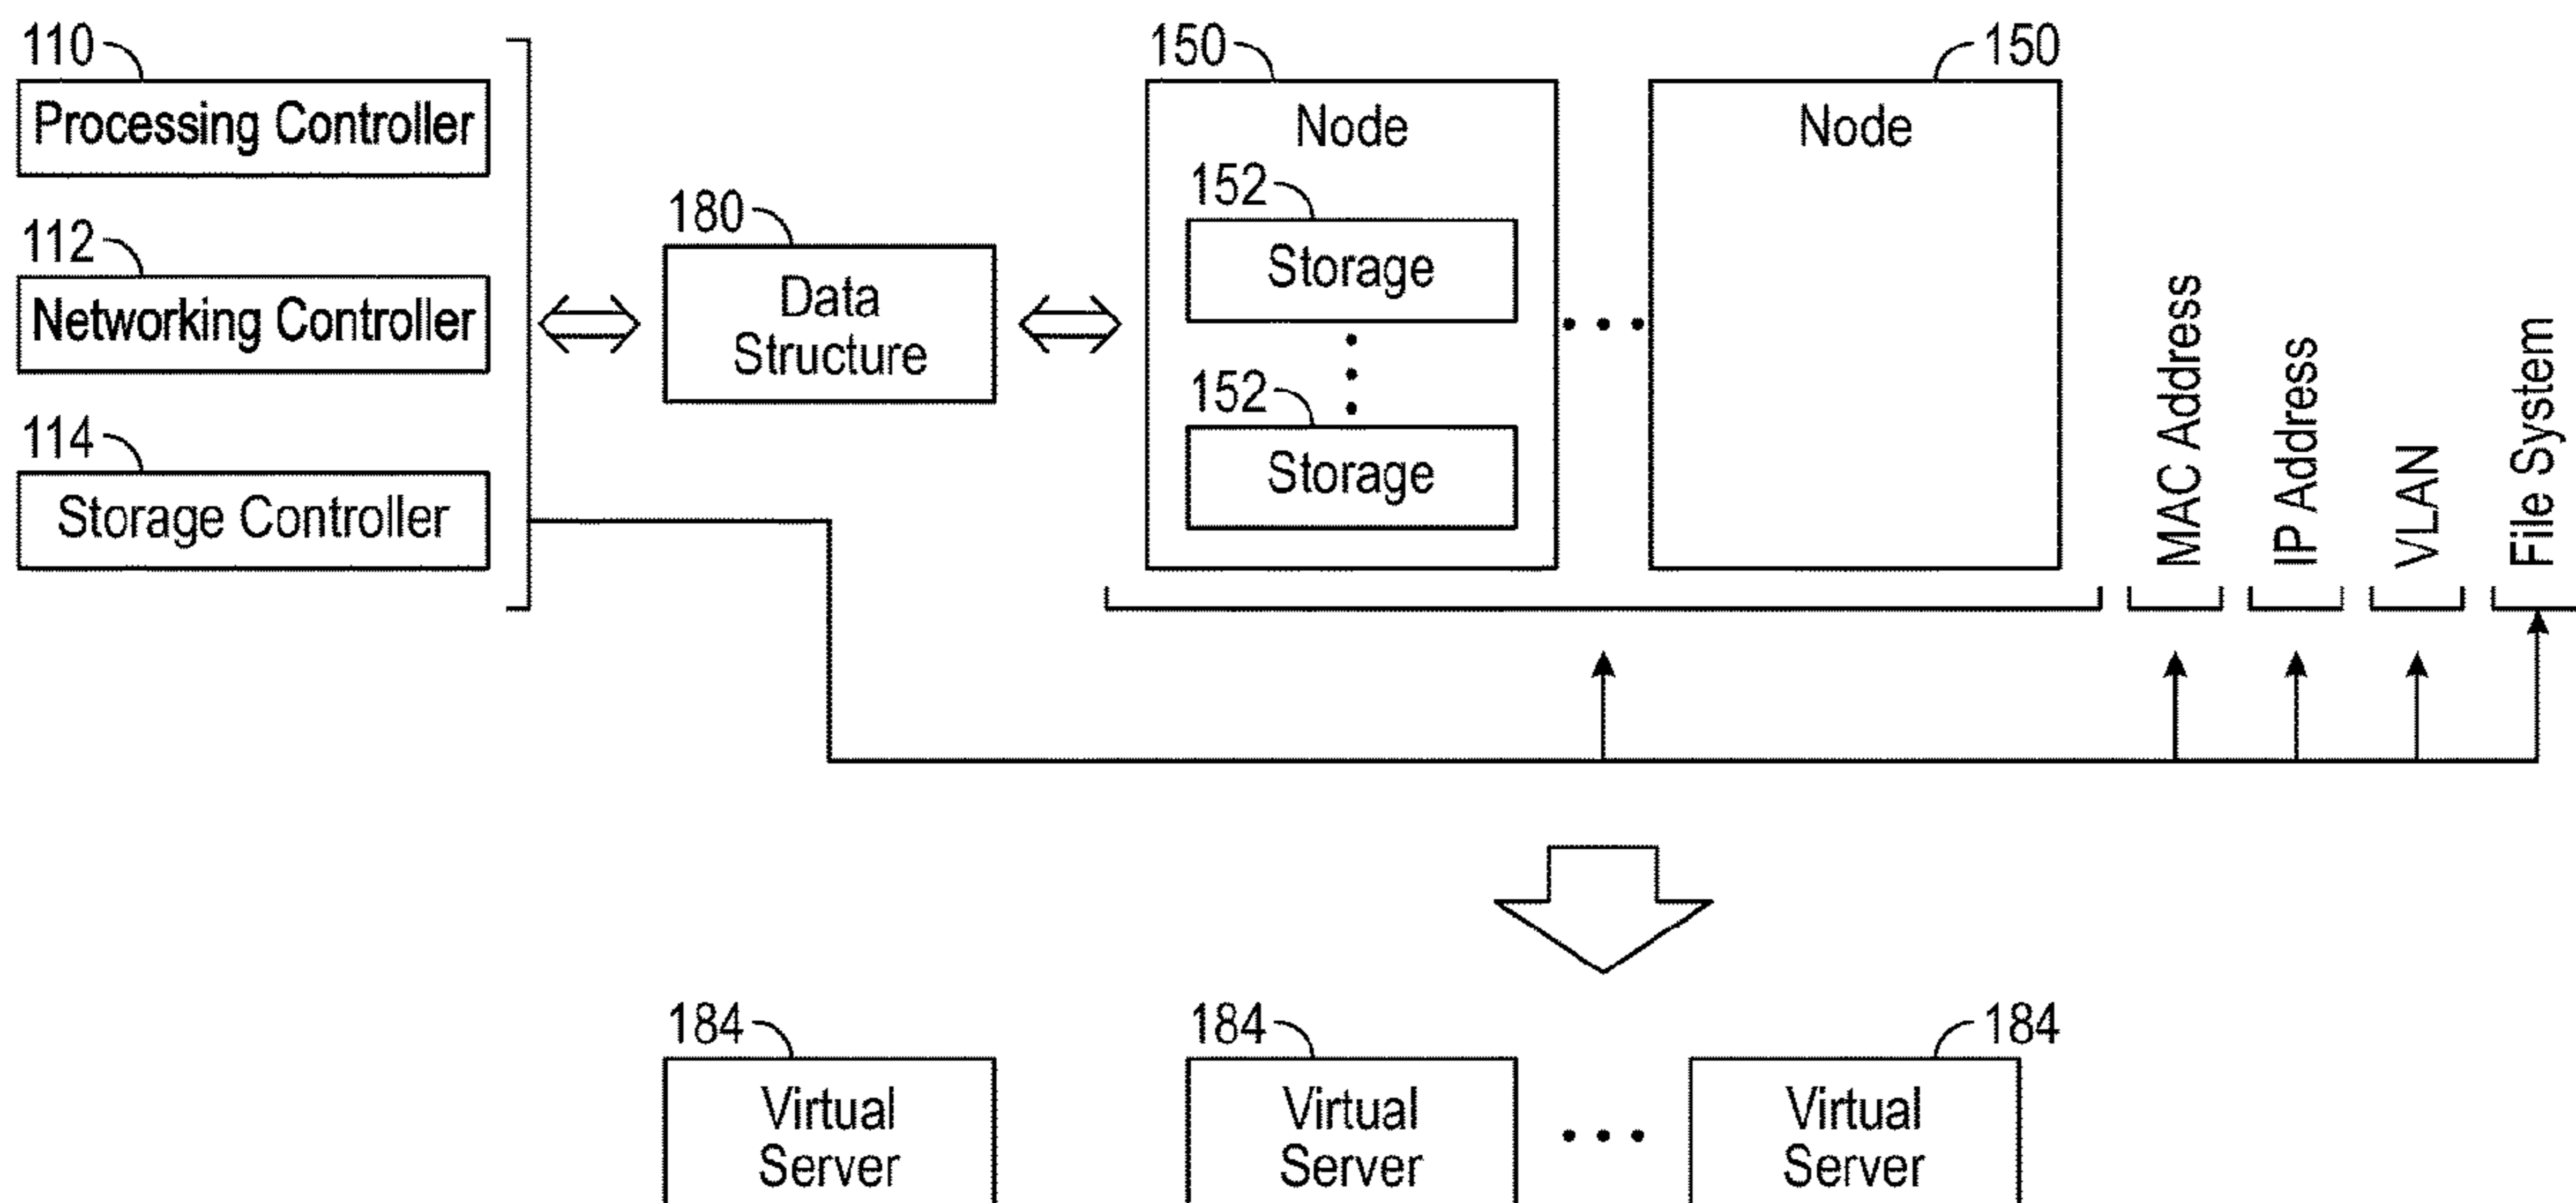 110
Processing Controller
112
Networking Controller
114
Storage Controller
180
Data
Structure
150
Node
152
Storage
152
Storage
150
Node
MAC Address
IP Address
VLAN
File System
184
Virtual
Server
184
Virtual
Server
184
Virtual
Server